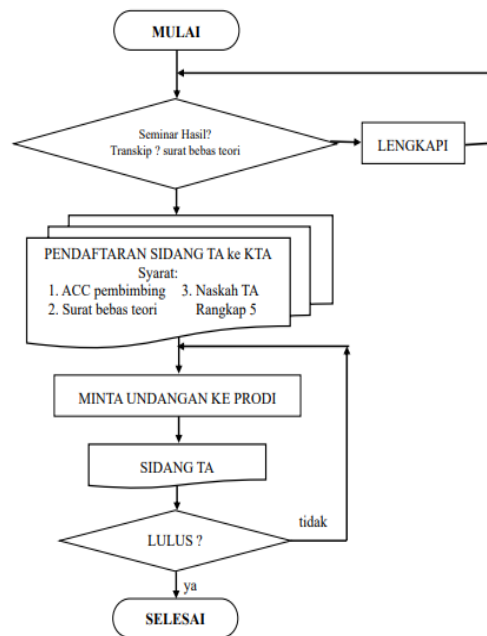 MULAI
Seminar Hasil?
Transkip ? surat bebas teori
LENGKAPI
PENDAFTARAN SIDANG TA ke KTA
Syarat:
1. ACC pembimbing 3. Naskah TA
2. Surat bebas teori Rangkap 5
MINTA UNDANGAN KE PRODI
SIDANG TA
LULUS ?
tidak
ya
SELESAI